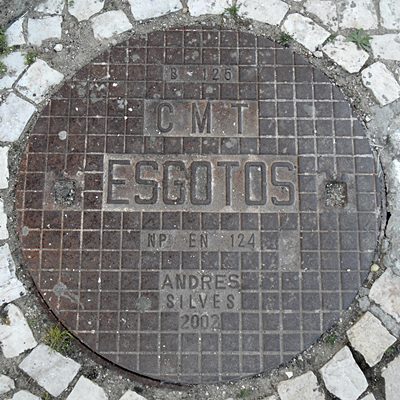 B 125
CMT
ESGOTOS
NP EN 124
ANDRES
SILVES
2002